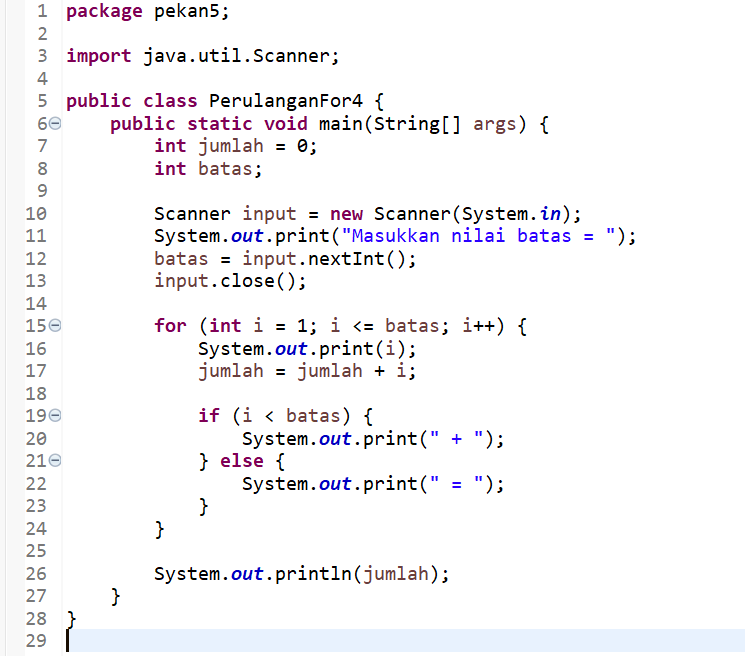 1 package pekan5;
2
3 import java.util.Scanner;
4
5 public class PerulanganFor4 {
6 public static void main(String[] args) {
7 int jumlah = 0;
8 int batas;
9
10 Scanner input = new Scanner(System.in);
11 System.out.print("Masukkan nilai batas = ");
12 batas = input.nextInt();
13 input.close();
14
15 for (int i = 1; i <= batas; i++) {
16 System.out.print(i);
17 jumlah = jumlah + i;
18
19 if (i < batas) {
20 System.out.print(" + ");
21 } else {
22 System.out.print(" = ");
23 }
24 }
25
26 System.out.println(jumlah);
27 }
28 }
29